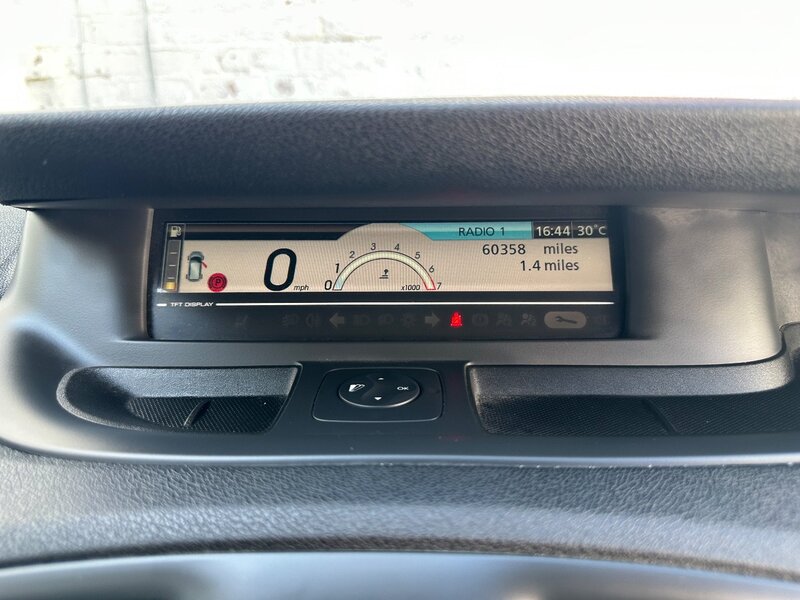 RADIO 1 16:44 30°C
60358 miles
1.4 miles
P
0 mph
0 1 2 3 4 5 6 7
x1000
TFT DISPLAY
OK